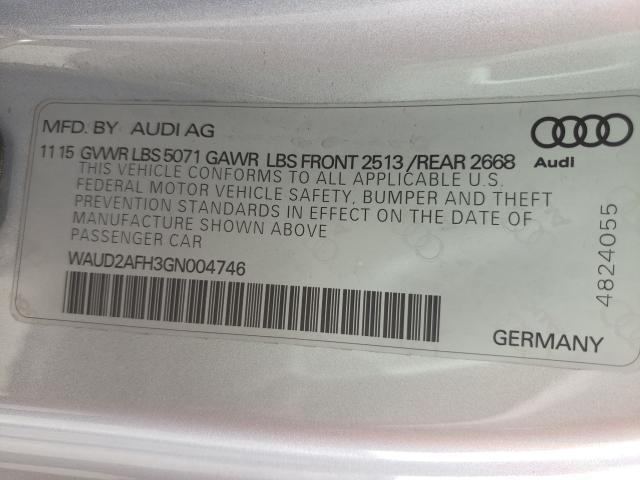 MFD. BY AUDI AG
11 15 GVWR LBS 5071 GAWR LBS FRONT 2513 /REAR 2668
THIS VEHICLE CONFORMS TO ALL APPLICABLE U.S.
FEDERAL MOTOR VEHICLE SAFETY, BUMPER AND THEFT
PREVENTION STANDARDS IN EFFECT ON THE DATE OF
MANUFACTURE SHOWN ABOVE
PASSENGER CAR
WAUD2AFH3GN004746
Audi
4824055
GERMANY